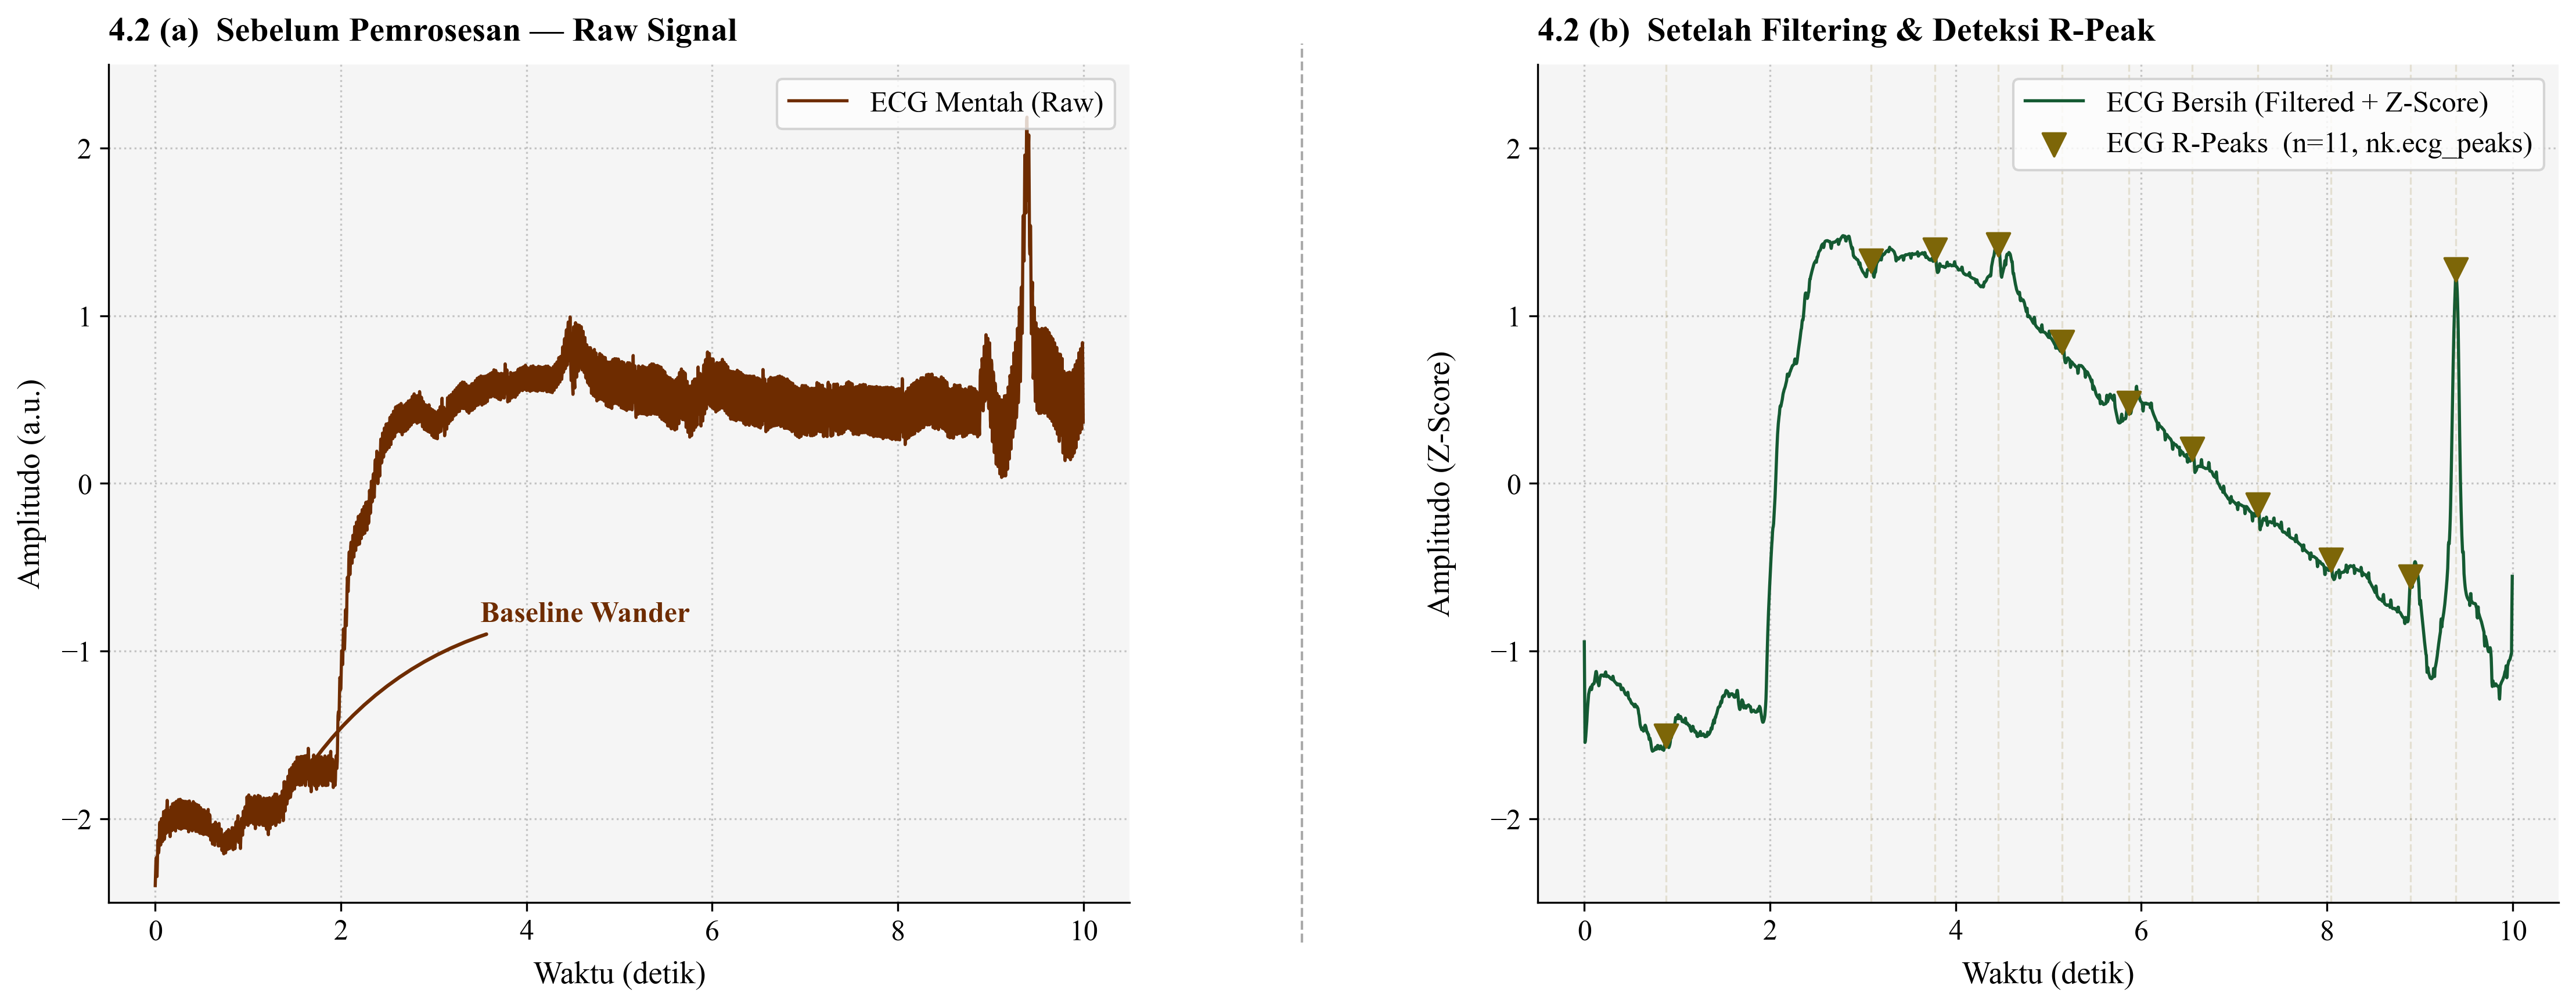 4.2 (a)  Sebelum Pemrosesan — Raw Signal
ECG Mentah (Raw)
Baseline Wander
Amplitudo (a.u.)
2
1
0
−1
−2
0 2 4 6 8 10
Waktu (detik)
4.2 (b)  Setelah Filtering & Deteksi R-Peak
ECG Bersih (Filtered + Z-Score)
ECG R-Peaks  (n=11, nk.ecg_peaks)
Amplitudo (Z-Score)
2
1
0
−1
−2
0 2 4 6 8 10
Waktu (detik)